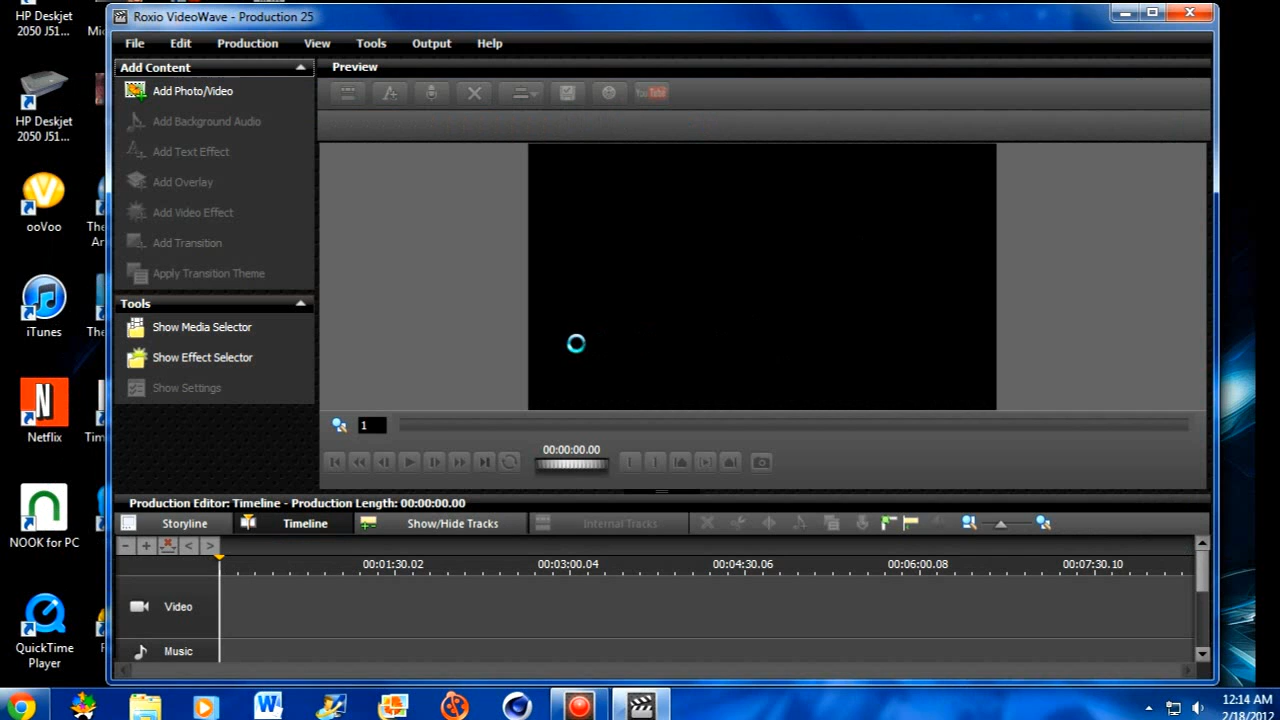 HP Deskjet
2050 J51...
HP Deskjet
2050 J51...
ooVoo
iTunes
Netflix
NOOK for PC
QuickTime
Player
Roxio VideoWave - Production 25
File Edit Production View Tools Output Help
Add Content
Add Photo/Video
Add Background Audio
Add Text Effect
Add Overlay
Add Video Effect
Add Transition
Apply Transition Theme
Tools
Show Media Selector
Show Effect Selector
Show Settings
Preview
You Tube
1
00:00:00.00
Production Editor: Timeline - Production Length: 00:00:00.00
Storyline Timeline Show/Hide Tracks Internal Tracks
00:01:30.02 00:03:00.04 00:04:30.06 00:06:00.08 00:07:30.10
Video
Music
12:14 AM
2/18/2012